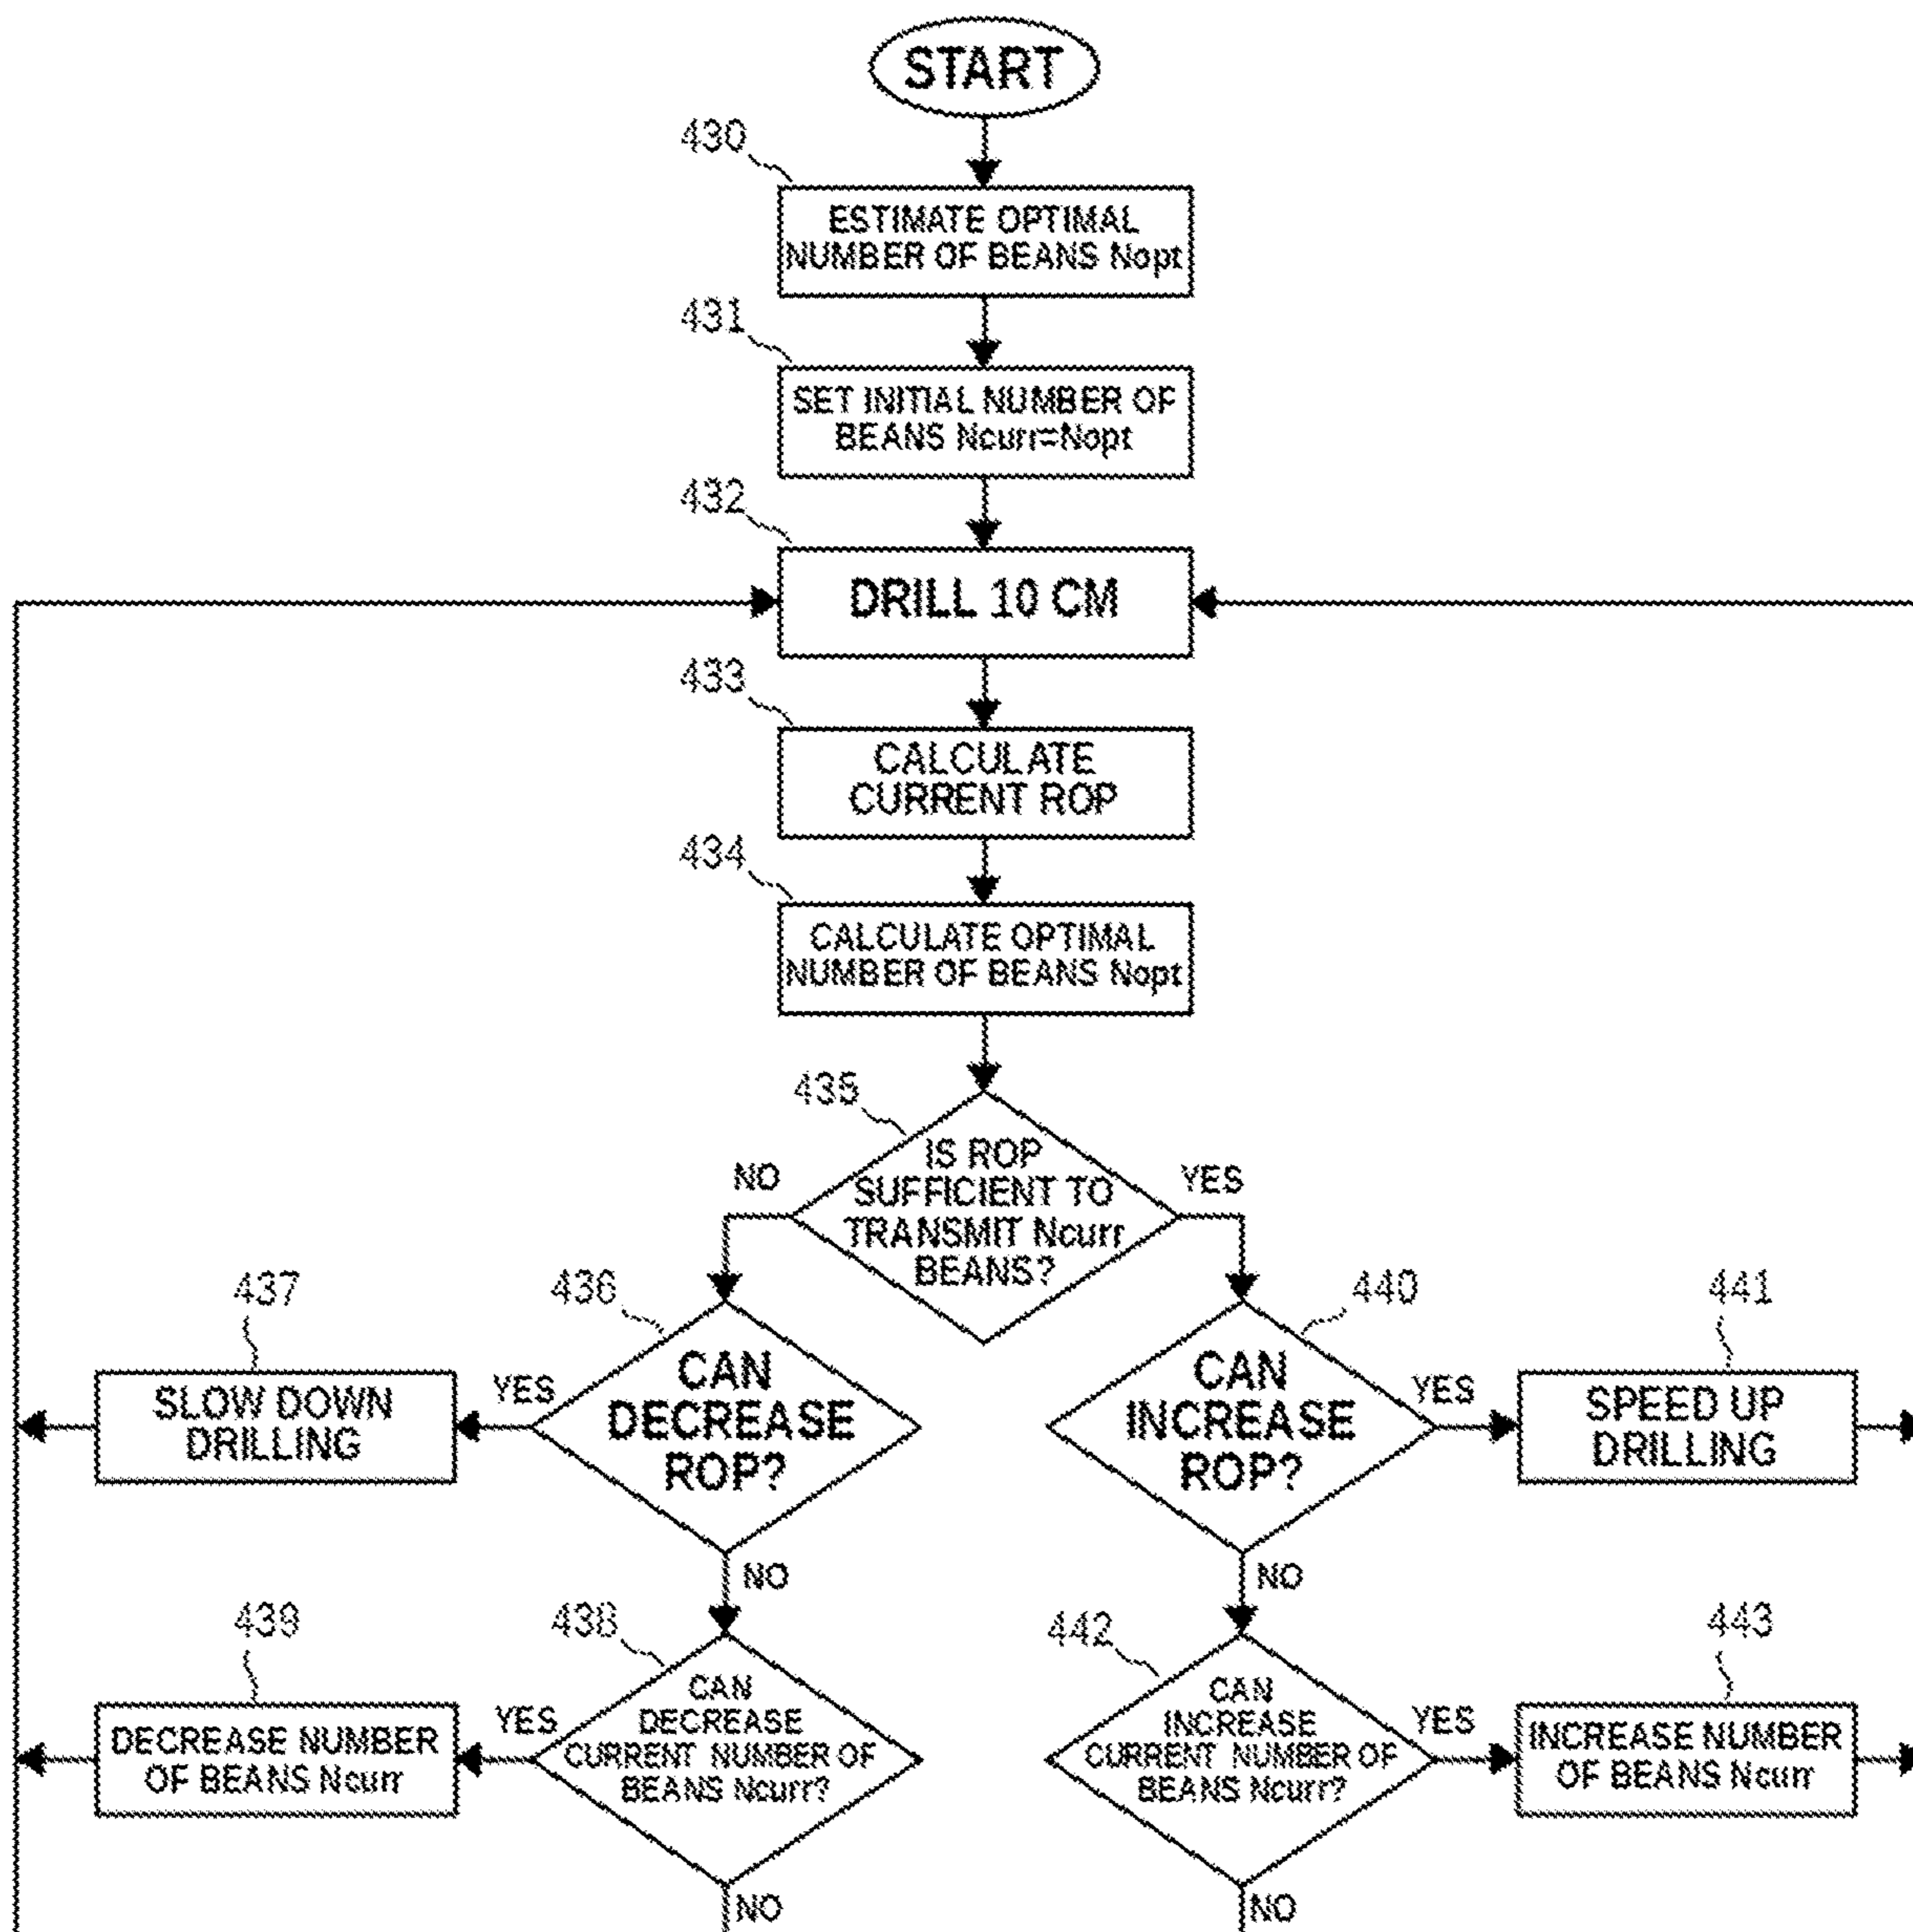 START
430
ESTIMATE OPTIMAL
NUMBER OF BEANS Nopt
431
SET INITIAL NUMBER OF
BEANS Ncurr=Nopt
432
DRILL 10 CM
433
CALCULATE
CURRENT ROP
434
CALCULATE OPTIMAL
NUMBER OF BEANS Nopt
435
IS ROP
SUFFICIENT TO
TRANSMIT Ncurr
BEANS?
NO
YES
436
CAN
DECREASE
ROP?
YES
NO
437
SLOW DOWN
DRILLING
440
CAN
INCREASE
ROP?
YES
NO
441
SPEED UP
DRILLING
438
CAN
DECREASE
CURRENT NUMBER OF
BEANS Ncurr?
YES
NO
439
DECREASE NUMBER
OF BEANS Ncurr
442
CAN
INCREASE
CURRENT NUMBER OF
BEANS Ncurr?
YES
NO
443
INCREASE NUMBER
OF BEANS Ncurr